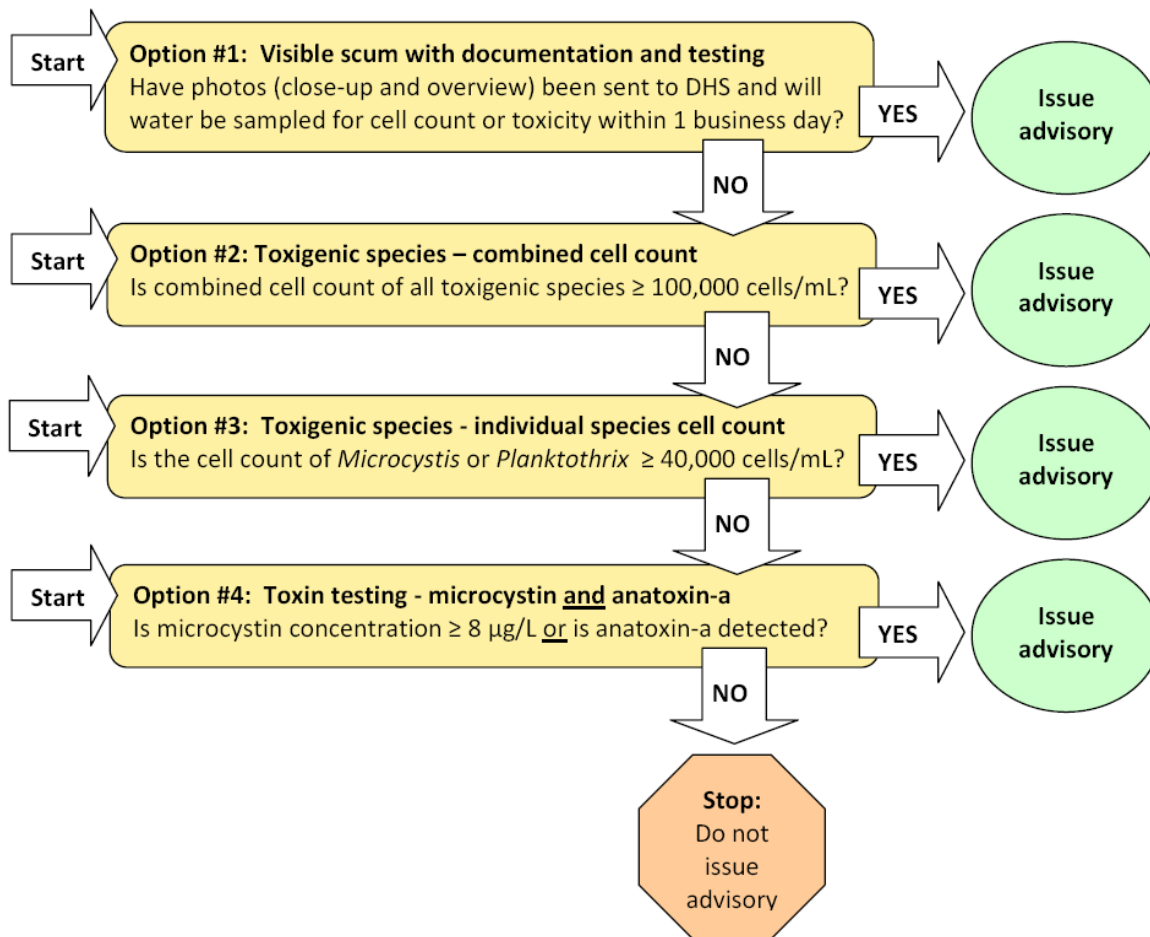 Start
Option #1:  Visible scum with documentation and testing
Have photos (close-up and overview) been sent to DHS and will
water be sampled for cell count or toxicity within 1 business day?
YES
Issue
advisory
NO
Start
Option #2: Toxigenic species – combined cell count
Is combined cell count of all toxigenic species ≥ 100,000 cells/mL?
YES
Issue
advisory
NO
Start
Option #3:  Toxigenic species - individual species cell count
Is the cell count of Microcystis or Planktothrix  ≥ 40,000 cells/mL?
YES
Issue
advisory
NO
Start
Option #4:  Toxin testing - microcystin and anatoxin-a
Is microcystin concentration ≥ 8 µg/L or is anatoxin-a detected?
YES
Issue
advisory
NO
Stop:
Do not
issue
advisory